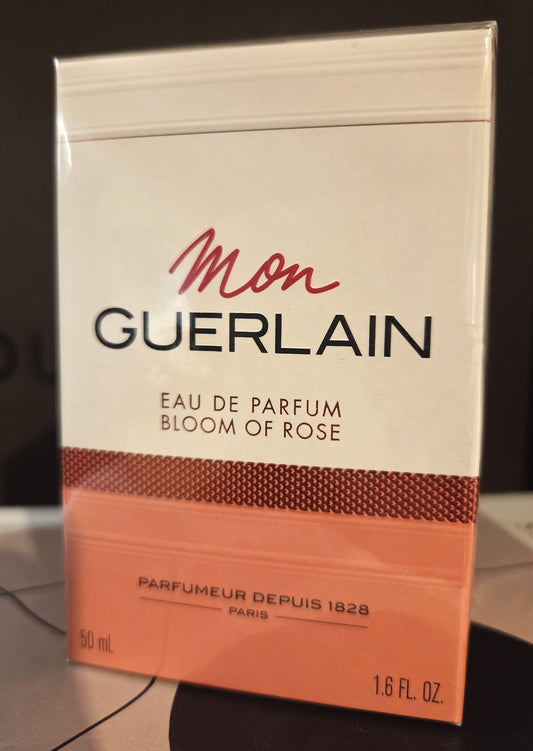 Mon
GUERLAIN
EAU DE PARFUM
BLOOM OF ROSE
PARFUMEUR DEPUIS 1828
PARIS
50 mL
1.6 FL. OZ.